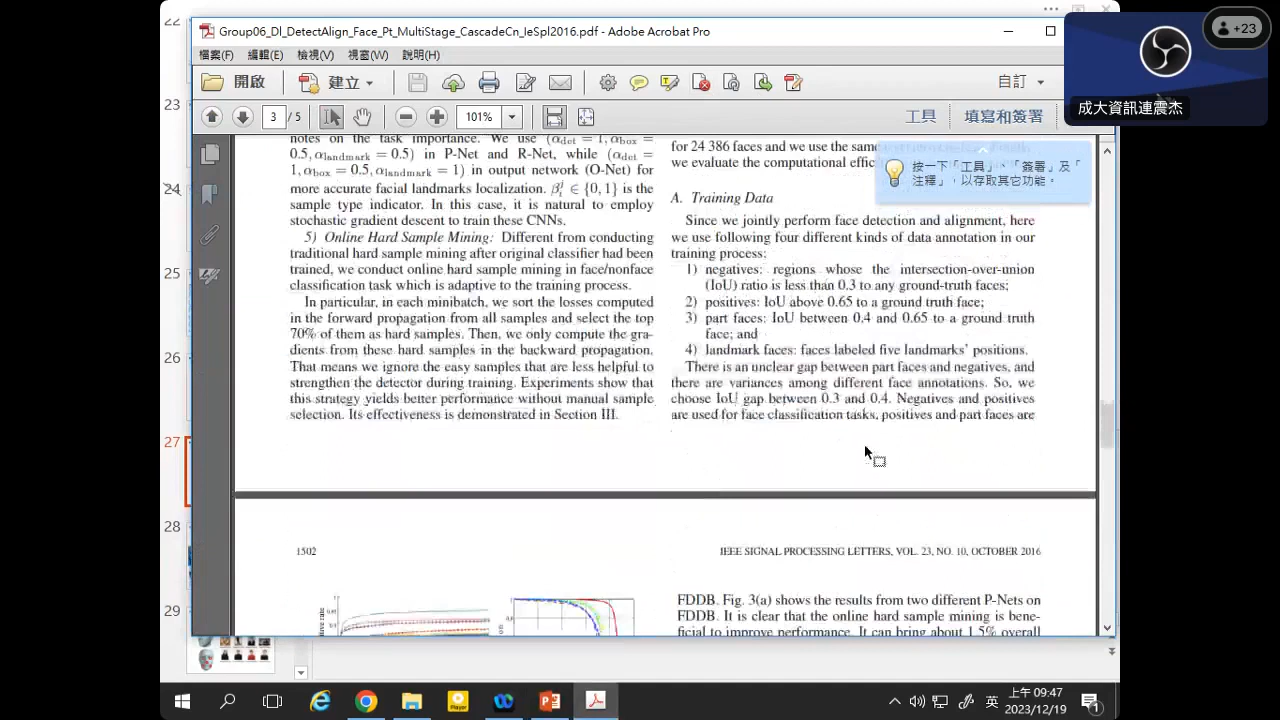 22
23
24
25
26
27
28
29
Group06_Dl_DetectAlign_Face_Pt_MultiStage_CascadeCn_IeSpl2016.pdf - Adobe Acrobat Pro
檔案(F) 編輯(E) 檢視(V) 視窗(W) 說明(H)
開啟 建立 自訂
3 / 5 101% 工具 填寫和簽署
+23
成大資訊連震杰
按一下「工具」、「簽署」及「
注釋」，以存取其它功能。
notes on the task importance. We use (αdet = 1, αbox =
0.5, αlandmark = 0.5) in P-Net and R-Net, while (αdet =
1, αbox = 0.5, αlandmark = 1) in output network (O-Net) for
more accurate facial landmarks localization. β_i^j ∈ {0, 1} is the
sample type indicator. In this case, it is natural to employ
stochastic gradient descent to train these CNNs.
5) Online Hard Sample Mining: Different from conducting
traditional hard sample mining after original classifier had been
trained, we conduct online hard sample mining in face/nonface
classification task which is adaptive to the training process.
In particular, in each minibatch, we sort the losses computed
in the forward propagation from all samples and select the top
70% of them as hard samples. Then, we only compute the gra-
dients from these hard samples in the backward propagation.
That means we ignore the easy samples that are less helpful to
strengthen the detector during training. Experiments show that
this strategy yields better performance without manual sample
selection. Its effectiveness is demonstrated in Section III.
for 24 386 faces and we use the same
we evaluate the computational effic
A. Training Data
Since we jointly perform face detection and alignment, here
we use following four different kinds of data annotation in our
training process:
1) negatives: regions whose the intersection-over-union
(IoU) ratio is less than 0.3 to any ground-truth faces;
2) positives: IoU above 0.65 to a ground truth face;
3) part faces: IoU between 0.4 and 0.65 to a ground truth
face; and
4) landmark faces: faces labeled five landmarks' positions.
There is an unclear gap between part faces and negatives, and
there are variances among different face annotations. So, we
choose IoU gap between 0.3 and 0.4. Negatives and positives
are used for face classification tasks, positives and part faces are
1502
IEEE SIGNAL PROCESSING LETTERS, VOL. 23, NO. 10, OCTOBER 2016
FDDB. Fig. 3(a) shows the results from two different P-Nets on
FDDB. It is clear that the online hard sample mining is bene-
ficial to improve performance. It can bring about 1.5% overall
英
上午 09:47
2023/12/19
1